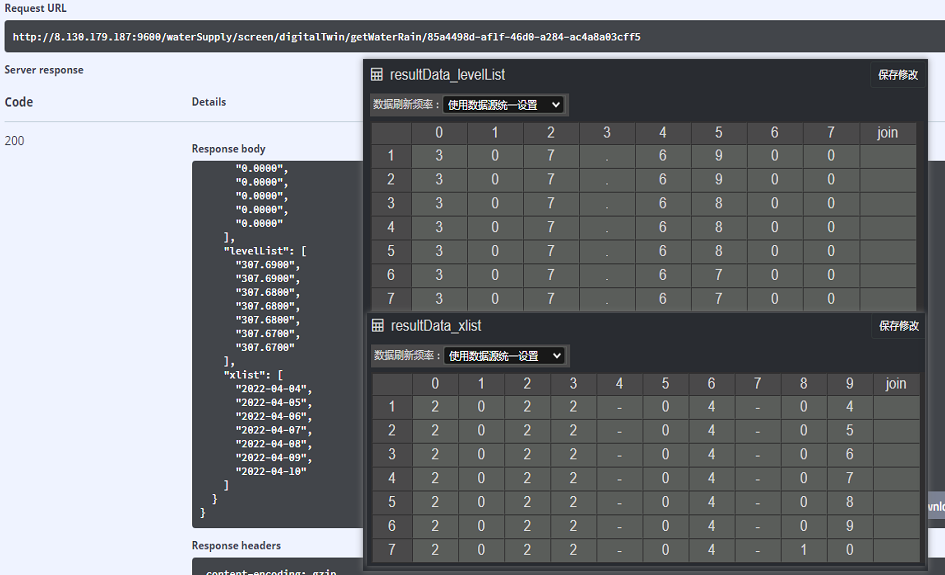 Request URL
http://8.130.179.187:9600/waterSupply/screen/digitalTwin/getWaterRain/85a4498d-af1f-46d0-a284-ac4a8a03cff5
Server response
Code Details
200
Response body
"0.0000",
"0.0000",
"0.0000",
"0.0000",
"0.0000"
],
"levelList": [
"307.6900",
"307.6900",
"307.6800",
"307.6800",
"307.6800",
"307.6700",
"307.6700"
],
"xlist": [
"2022-04-04",
"2022-04-05",
"2022-04-06",
"2022-04-07",
"2022-04-08",
"2022-04-09",
"2022-04-10"
]
}
}
Response headers
content-encoding: gzip
resultData_levelList 保存修改
数据刷新频率： 使用数据源统一设置
0 1 2 3 4 5 6 7 join
1 3 0 7 . 6 9 0 0
2 3 0 7 . 6 9 0 0
3 3 0 7 . 6 8 0 0
4 3 0 7 . 6 8 0 0
5 3 0 7 . 6 8 0 0
6 3 0 7 . 6 7 0 0
7 3 0 7 . 6 7 0 0
resultData_xlist 保存修改
数据刷新频率： 使用数据源统一设置
0 1 2 3 4 5 6 7 8 9 join
1 2 0 2 2 - 0 4 - 0 4
2 2 0 2 2 - 0 4 - 0 5
3 2 0 2 2 - 0 4 - 0 6
4 2 0 2 2 - 0 4 - 0 7
5 2 0 2 2 - 0 4 - 0 8
6 2 0 2 2 - 0 4 - 0 9
7 2 0 2 2 - 0 4 - 1 0